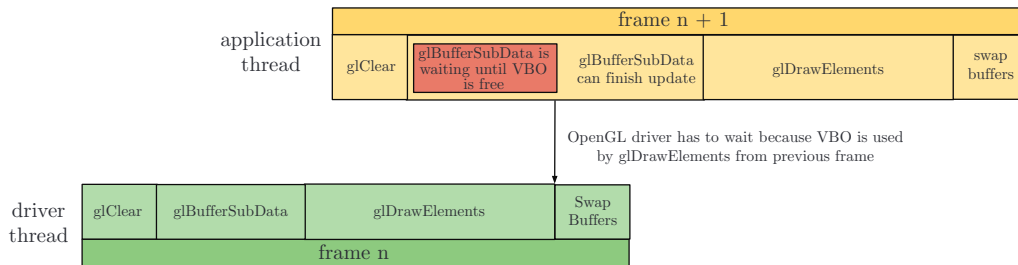 frame n + 1
application
thread
glClear
glBufferSubData is
waiting until VBO
is free
glBufferSubData
can finish update
glDrawElements
swap
buffers
OpenGL driver has to wait because VBO is used
by glDrawElements from previous frame
driver
thread
glClear
glBufferSubData
glDrawElements
Swap
Buffers
frame n